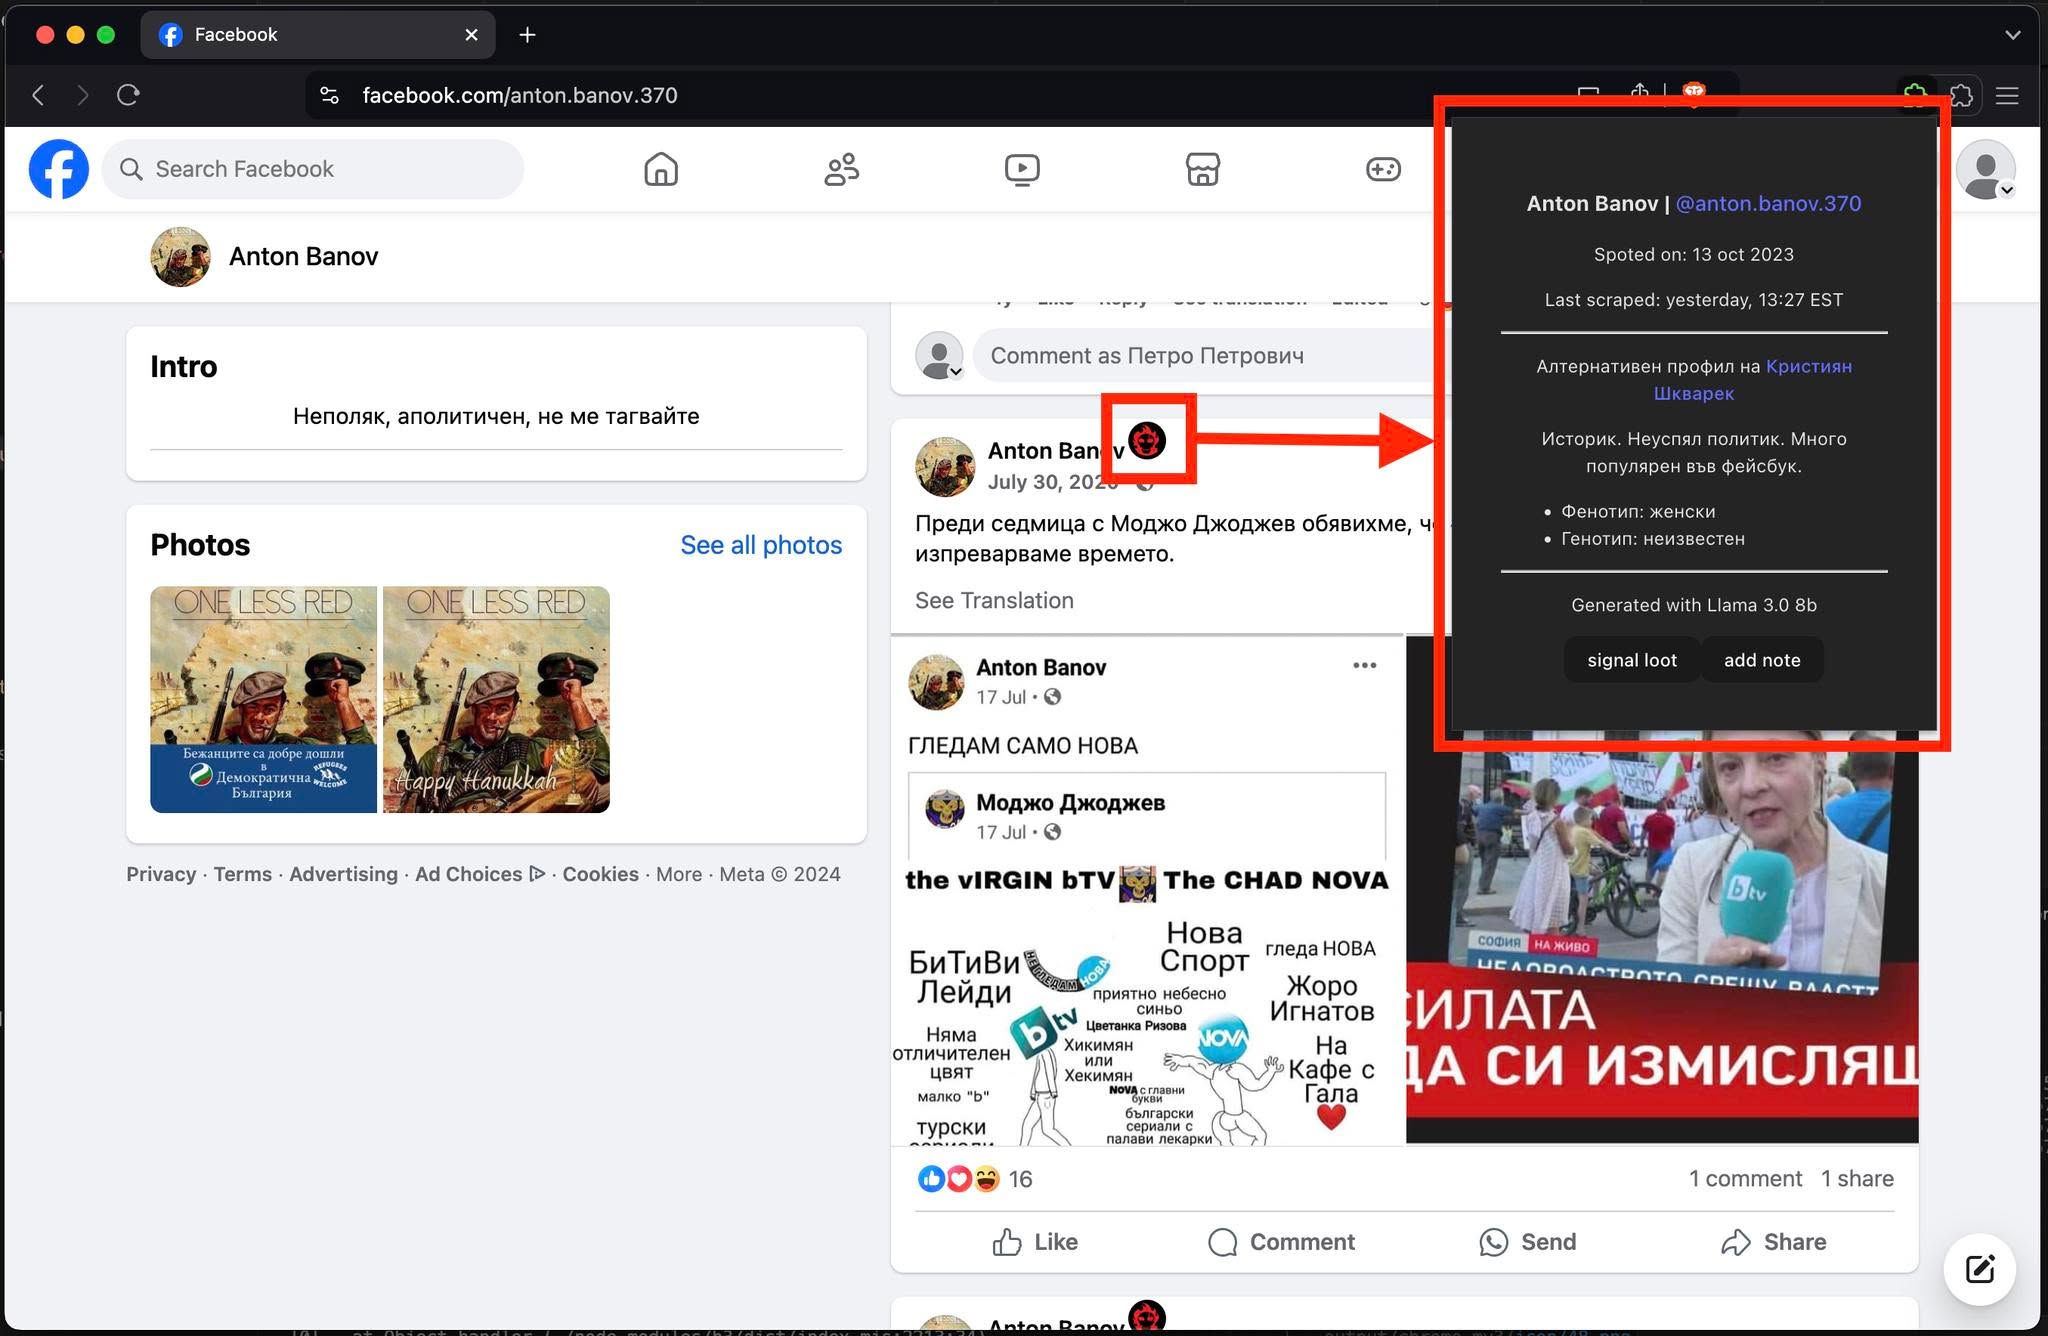 Facebook
facebook.com/anton.banov.370
Search Facebook
Anton Banov
Intro
Неполяк, аполитичен, не ме тагвайте
Photos
See all photos
ONE LESS RED
Бежанците са добре дошли
в
Демократична
България
REFUGEES
WELCOME
ONE LESS RED
Happy Hanukkah
Privacy · Terms · Advertising · Ad Choices · Cookies · More · Meta © 2024
Comment as Петро Петрович
Anton Banov
July 30, 2020
Преди седмица с Моджо Джоджев обявихме, че
изпреварваме времето.
See Translation
Anton Banov
17 Jul
ГЛЕДАМ САМО НОВА
Моджо Джоджев
17 Jul
the vIRGIN bTV The CHAD NOVA
БиТиВи
Лейди
НЕ ГЛЕДАМ НОВА
Нова
Спорт
гледа НОВА
приятно небесно
синьо
Жоро
Игнатов
Няма
отличителен
цвят
btv
Цветанка Ризова
Хикимян
или
Хекимян
NOVA
На
Кафе с
Гала
малко "b"
NOVA с главни
букви
български
сериали с
палави лекарки
турски
btv
СОФИЯ НА ЖИВО
НЕДОВОЛСТВОТО СРЕЩУ ВЛАСТТ
СИЛАТА
ДА СИ ИЗМИСЛЯШ
16
1 comment 1 share
Like Comment Send Share
Anton Banov
Anton Banov | @anton.banov.370
Spoted on: 13 oct 2023
Last scraped: yesterday, 13:27 EST
Алтернативен профил на Кристиян
Шкварек
Историк. Неуспял политик. Много
популярен във фейсбук.
• Фенотип: женски
• Генотип: неизвестен
Generated with Llama 3.0 8b
signal loot
add note